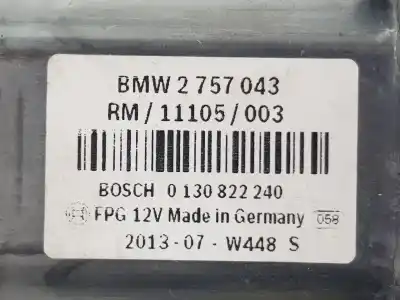 BMW 2 757 043
RM / 11105 / 003
BOSCH 0 130 822 240
FPG 12V Made in Germany 058
2013 - 07 - W448 S